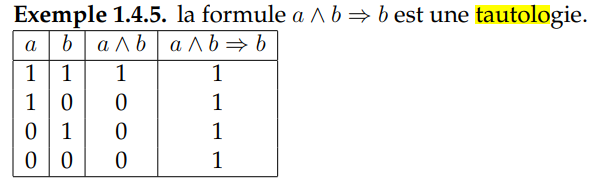 Exemple 1.4.5. la formule a ∧ b ⇒ b est une tautologie.
a b a ∧ b a ∧ b ⇒ b
1 1 1 1
1 0 0 1
0 1 0 1
0 0 0 1